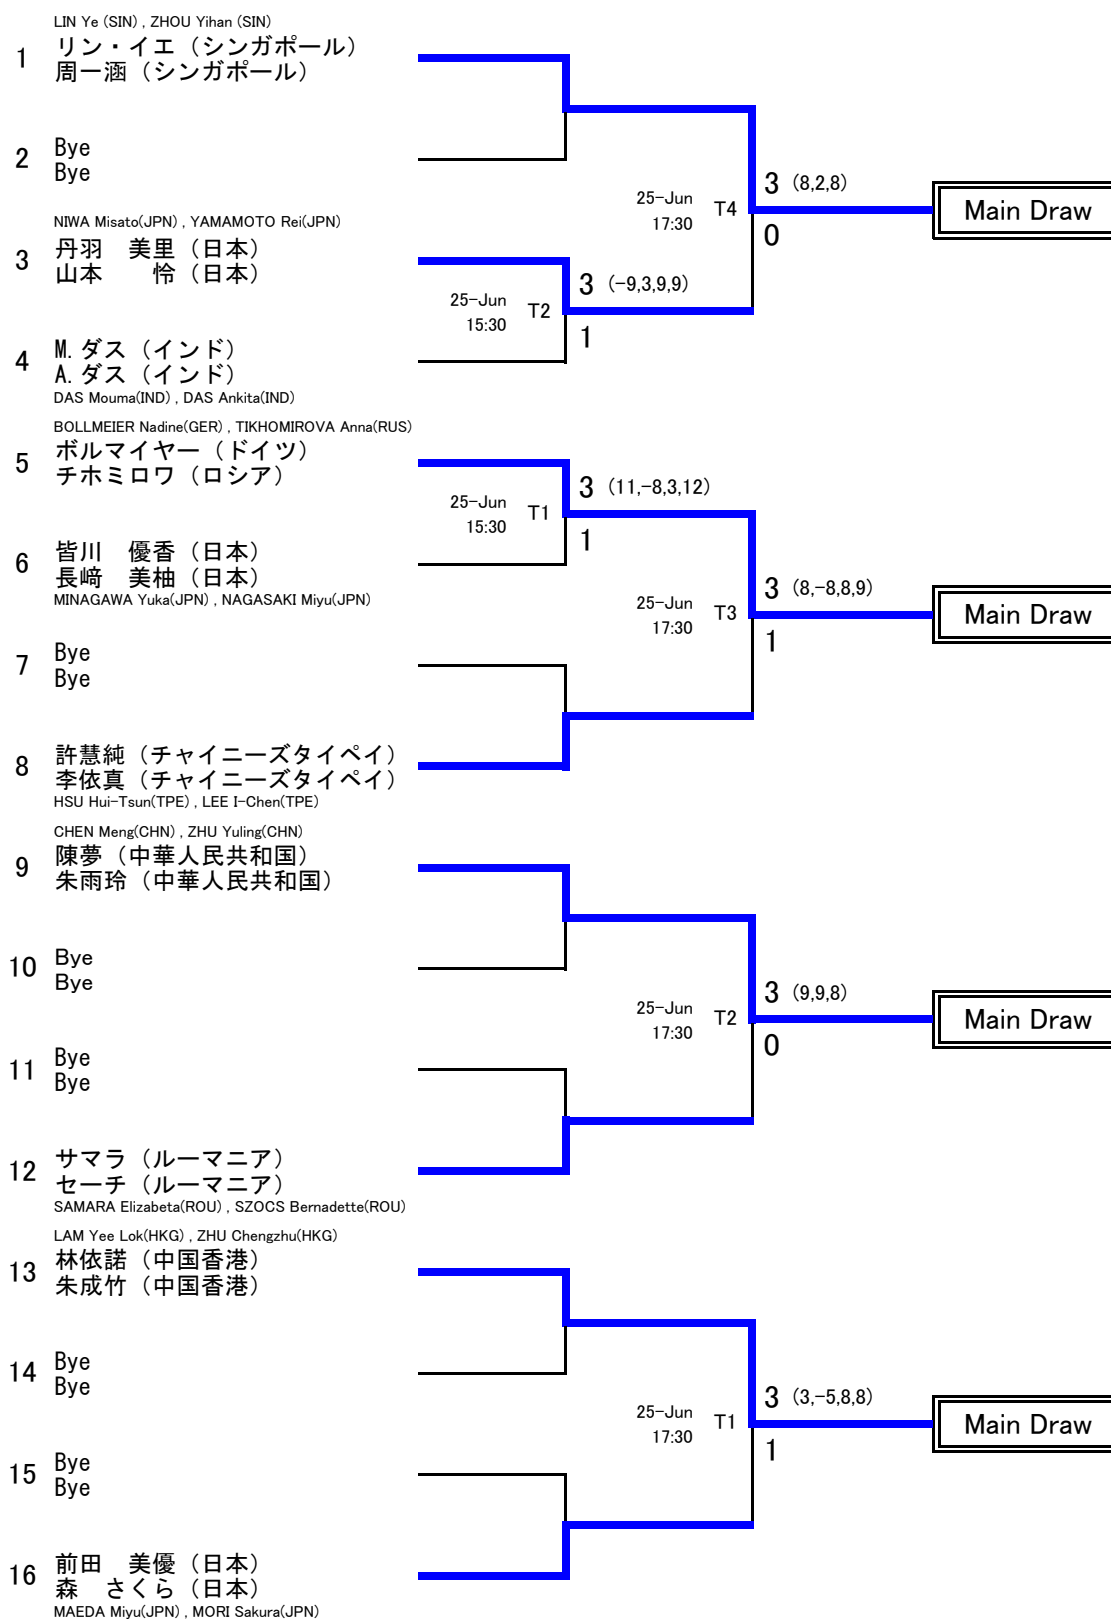 LIN Ye (SIN) , ZHOU Yihan (SIN)
1
リン・イエ（シンガポール）
周一涵（シンガポール）
2
Bye
Bye
25-Jun
17:30
T4
3 (8,2,8)
0
Main Draw
NIWA Misato(JPN) , YAMAMOTO Rei(JPN)
3
丹羽　美里（日本）
山本　　怜（日本）
25-Jun
15:30
T2
3 (-9,3,9,9)
1
4
M. ダス（インド）
A. ダス（インド）
DAS Mouma(IND) , DAS Ankita(IND)
BOLLMEIER Nadine(GER) , TIKHOMIROVA Anna(RUS)
5
ボルマイヤー（ドイツ）
チホミロワ（ロシア）
25-Jun
15:30
T1
3 (11,-8,3,12)
1
6
皆川　優香（日本）
長﨑　美柚（日本）
MINAGAWA Yuka(JPN) , NAGASAKI Miyu(JPN)
25-Jun
17:30
T3
3 (8,-8,8,9)
1
Main Draw
7
Bye
Bye
8
許慧純（チャイニーズタイペイ）
李依真（チャイニーズタイペイ）
HSU Hui-Tsun(TPE) , LEE I-Chen(TPE)
CHEN Meng(CHN) , ZHU Yuling(CHN)
9
陳夢（中華人民共和国）
朱雨玲（中華人民共和国）
10
Bye
Bye
25-Jun
17:30
T2
3 (9,9,8)
0
Main Draw
11
Bye
Bye
12
サマラ（ルーマニア）
セーチ（ルーマニア）
SAMARA Elizabeta(ROU) , SZOCS Bernadette(ROU)
LAM Yee Lok(HKG) , ZHU Chengzhu(HKG)
13
林依諾（中国香港）
朱成竹（中国香港）
14
Bye
Bye
25-Jun
17:30
T1
3 (3,-5,8,8)
1
Main Draw
15
Bye
Bye
16
前田　美優（日本）
森　さくら（日本）
MAEDA Miyu(JPN) , MORI Sakura(JPN)